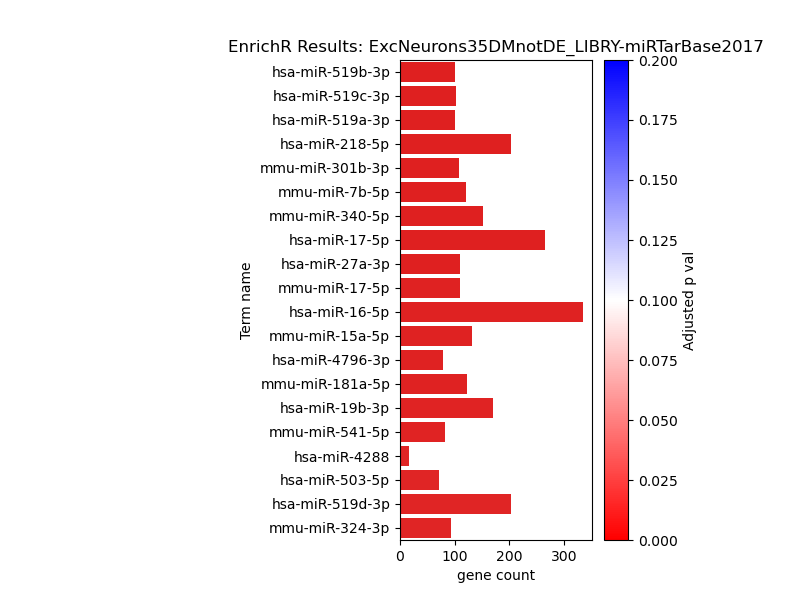 EnrichR Results: ExcNeurons35DMnotDE_LIBRY-miRTarBase2017
hsa-miR-519b-3p
hsa-miR-519c-3p
hsa-miR-519a-3p
hsa-miR-218-5p
mmu-miR-301b-3p
mmu-miR-7b-5p
mmu-miR-340-5p
hsa-miR-17-5p
hsa-miR-27a-3p
mmu-miR-17-5p
hsa-miR-16-5p
mmu-miR-15a-5p
hsa-miR-4796-3p
mmu-miR-181a-5p
hsa-miR-19b-3p
mmu-miR-541-5p
hsa-miR-4288
hsa-miR-503-5p
hsa-miR-519d-3p
mmu-miR-324-3p
Term name
0 100 200 300
gene count
0.200
0.175
0.150
0.125
0.100
0.075
0.050
0.025
0.000
Adjusted p val